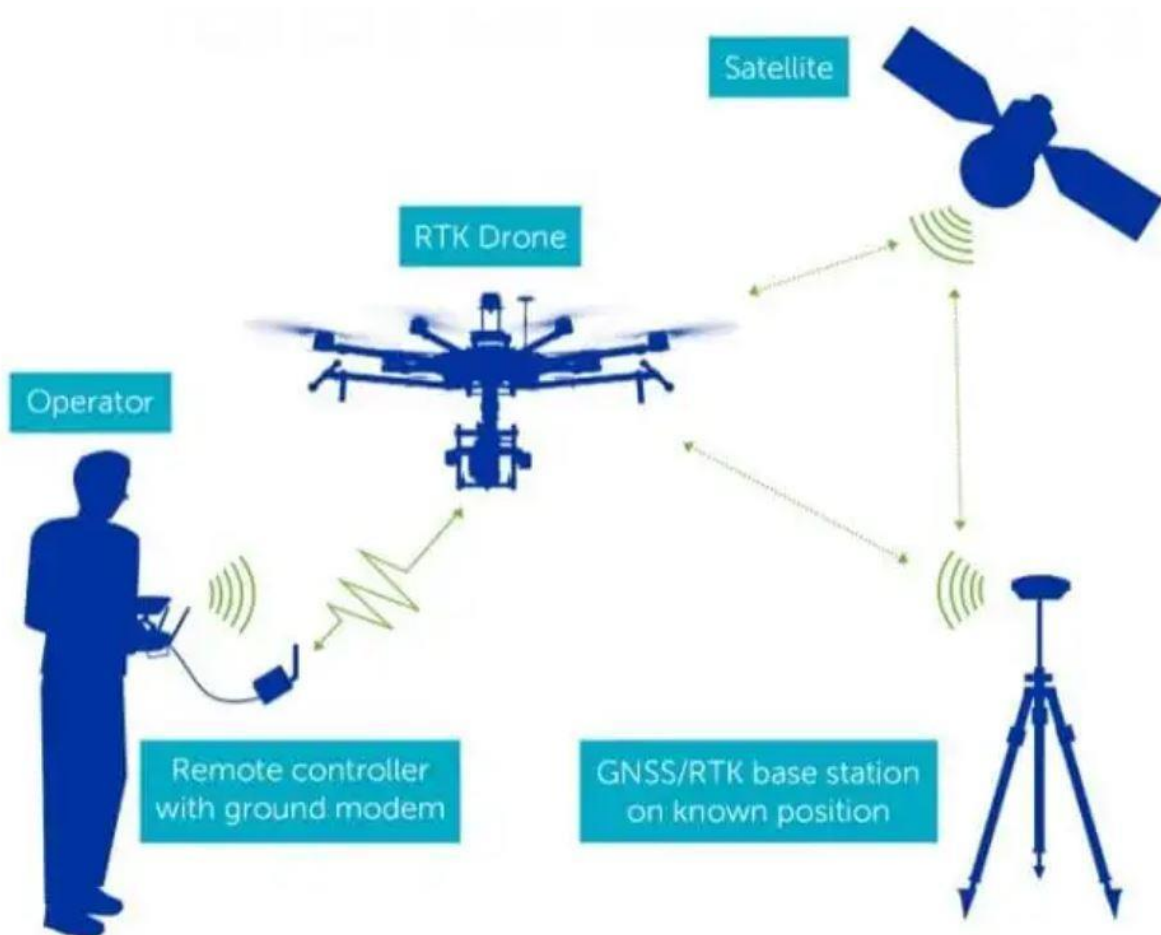 Satellite
RTK Drone
Operator
Remote controller
with ground modem
GNSS/RTK base station
on known position